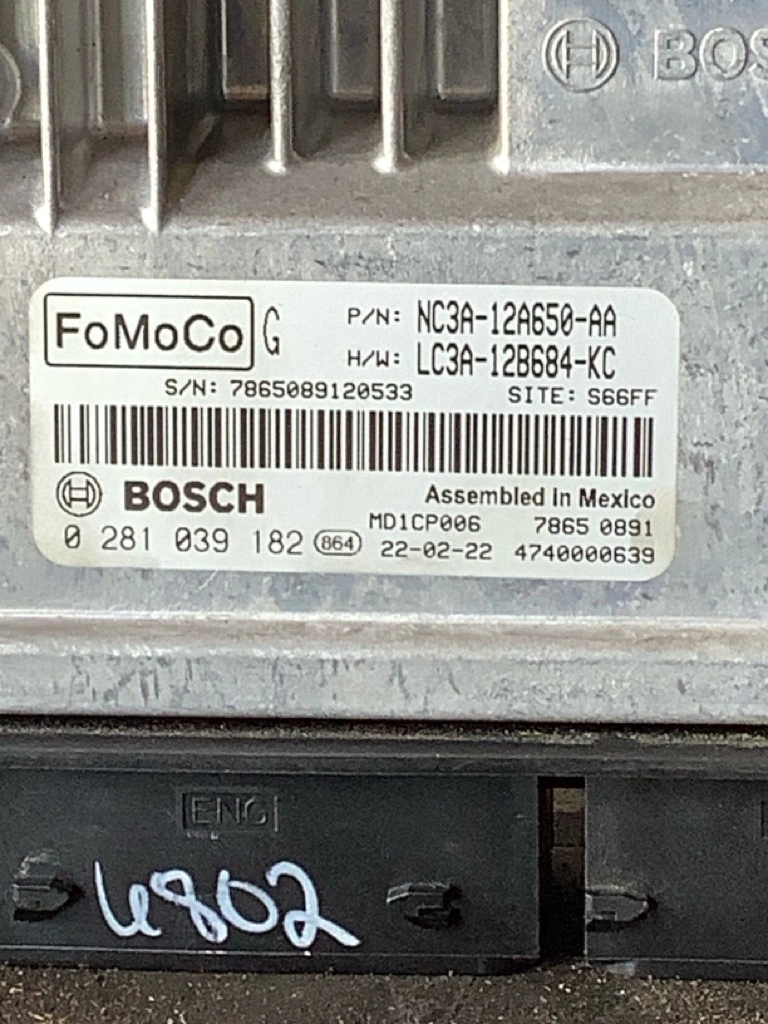 BOS
FoMoCo G P/N: NC3A-12A650-AA
H/W: LC3A-12B684-KC
S/N: 7865089120533 SITE: S66FF
BOSCH Assembled in Mexico
MD1CP006 7865 0891
0 281 039 182 864 22-02-22 4740000639
ENG
6802